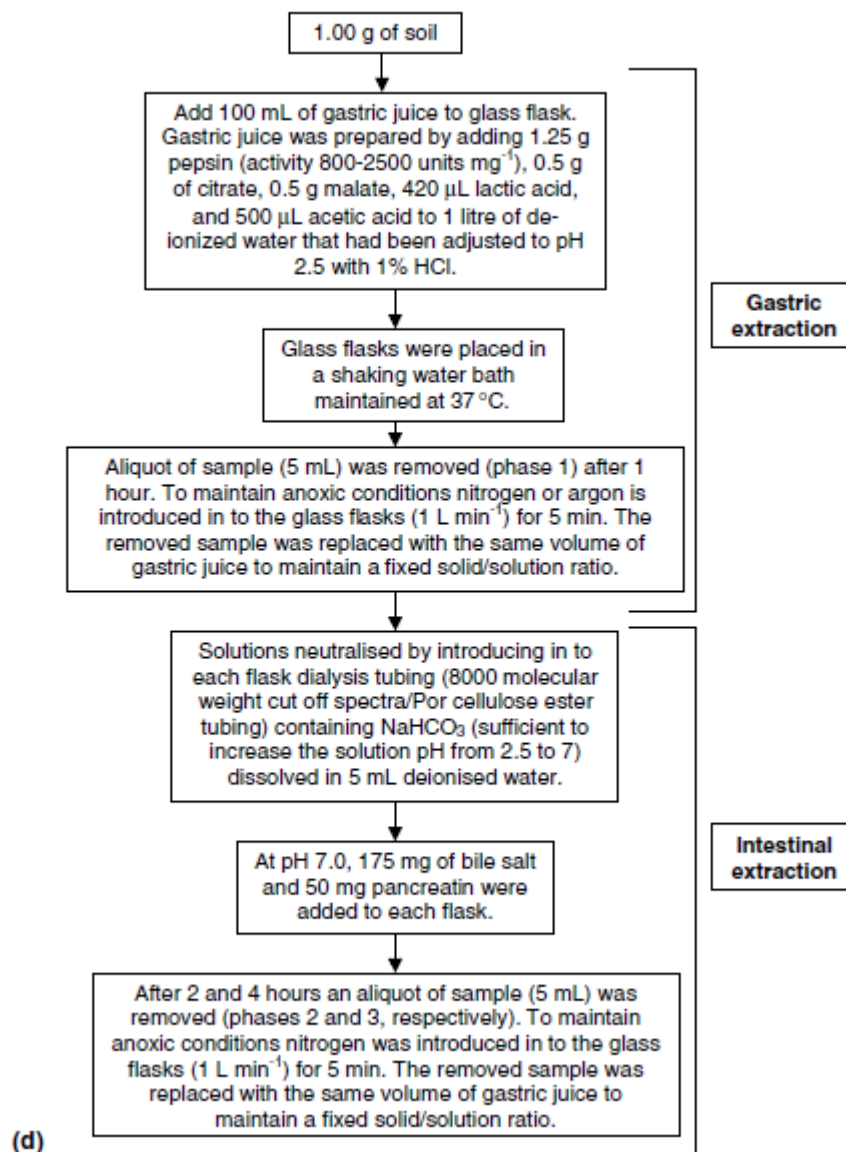 1.00 g of soil
Add 100 mL of gastric juice to glass flask.
Gastric juice was prepared by adding 1.25 g
pepsin (activity 800-2500 units mg⁻¹), 0.5 g
of citrate, 0.5 g malate, 420 µL lactic acid,
and 500 µL acetic acid to 1 litre of de-
ionized water that had been adjusted to pH
2.5 with 1% HCl.
Gastric
extraction
Glass flasks were placed in
a shaking water bath
maintained at 37 °C.
Aliquot of sample (5 mL) was removed (phase 1) after 1
hour. To maintain anoxic conditions nitrogen or argon is
introduced in to the glass flasks (1 L min⁻¹) for 5 min. The
removed sample was replaced with the same volume of
gastric juice to maintain a fixed solid/solution ratio.
Solutions neutralised by introducing in to
each flask dialysis tubing (8000 molecular
weight cut off spectra/Por cellulose ester
tubing) containing NaHCO₃ (sufficient to
increase the solution pH from 2.5 to 7)
dissolved in 5 mL deionised water.
Intestinal
extraction
At pH 7.0, 175 mg of bile salt
and 50 mg pancreatin were
added to each flask.
After 2 and 4 hours an aliquot of sample (5 mL) was
removed (phases 2 and 3, respectively). To maintain
anoxic conditions nitrogen was introduced in to the glass
flasks (1 L min⁻¹) for 5 min. The removed sample was
replaced with the same volume of gastric juice to
maintain a fixed solid/solution ratio.
(d)